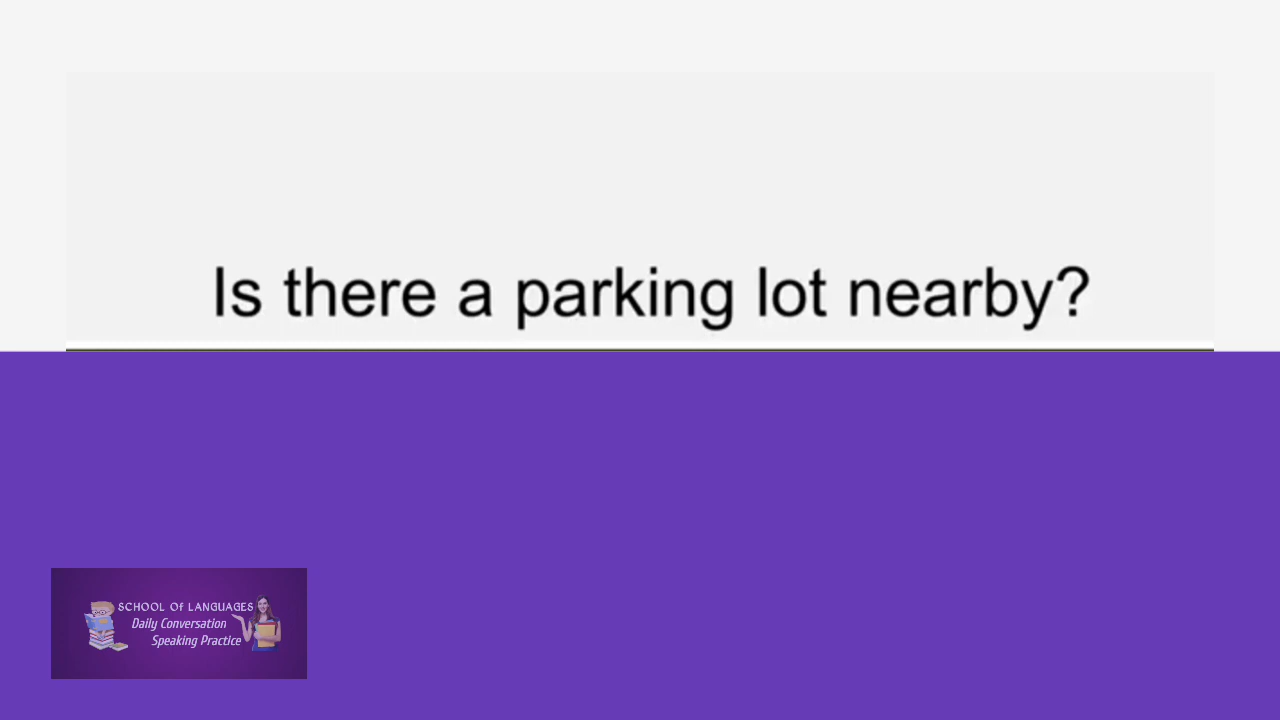 Is there a parking lot nearby?
SCHOOL Of LANGUAGES
Daily Conversation
Speaking Practice